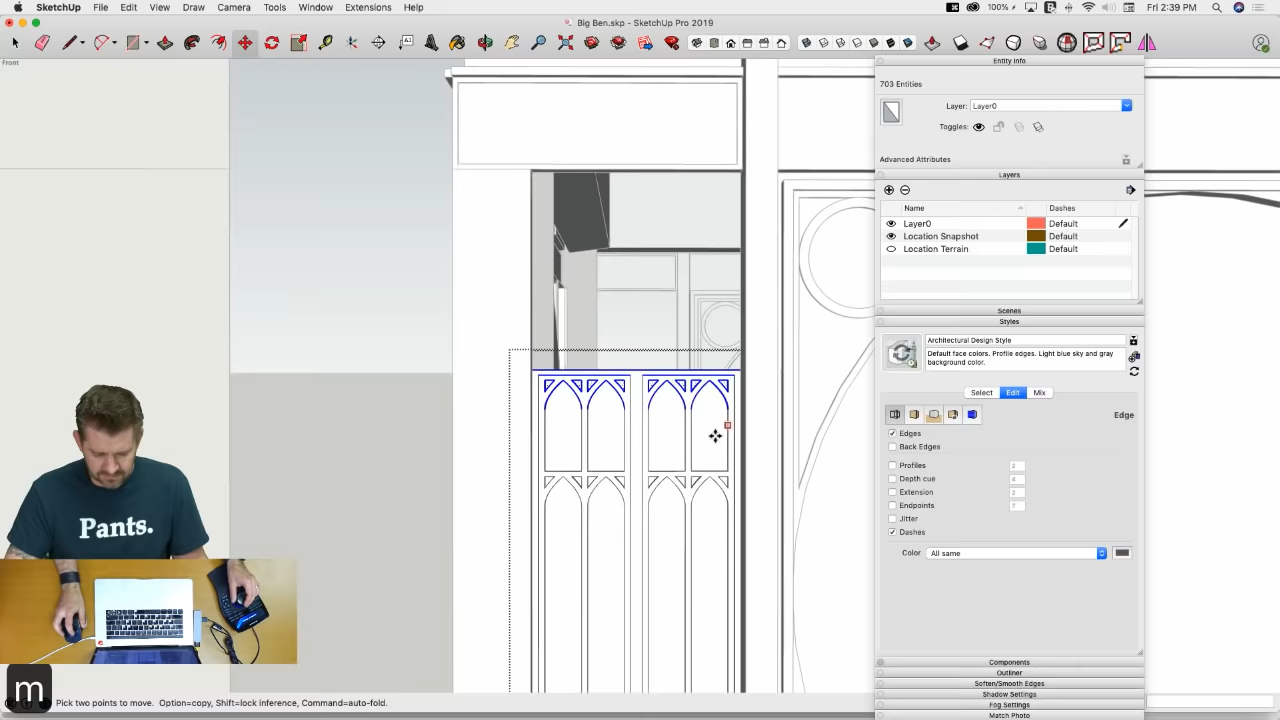 SketchUp File Edit View Draw Camera Tools Window Extensions Help
100% Fri 2:39 PM
Big Ben.skp - SketchUp Pro 2019
Front
Entity Info
703 Entities
Layer: Layer0
Toggles:
Advanced Attributes
Layers
Name Dashes
Layer0 Default
Location Snapshot Default
Location Terrain Default
Scenes
Styles
Architectural Design Style
Default face colors. Profile edges. Light blue sky and gray
background color.
Select Edit Mix
Edge
Edges
Back Edges
Profiles 2
Depth cue 4
Extension 2
Endpoints 7
Jitter
Dashes
Color All same
Components
Outliner
Soften/Smooth Edges
Shadow Settings
Fog Settings
Match Photo
Pants.
m
Pick two points to move. Option=copy, Shift=lock inference, Command=auto-fold.